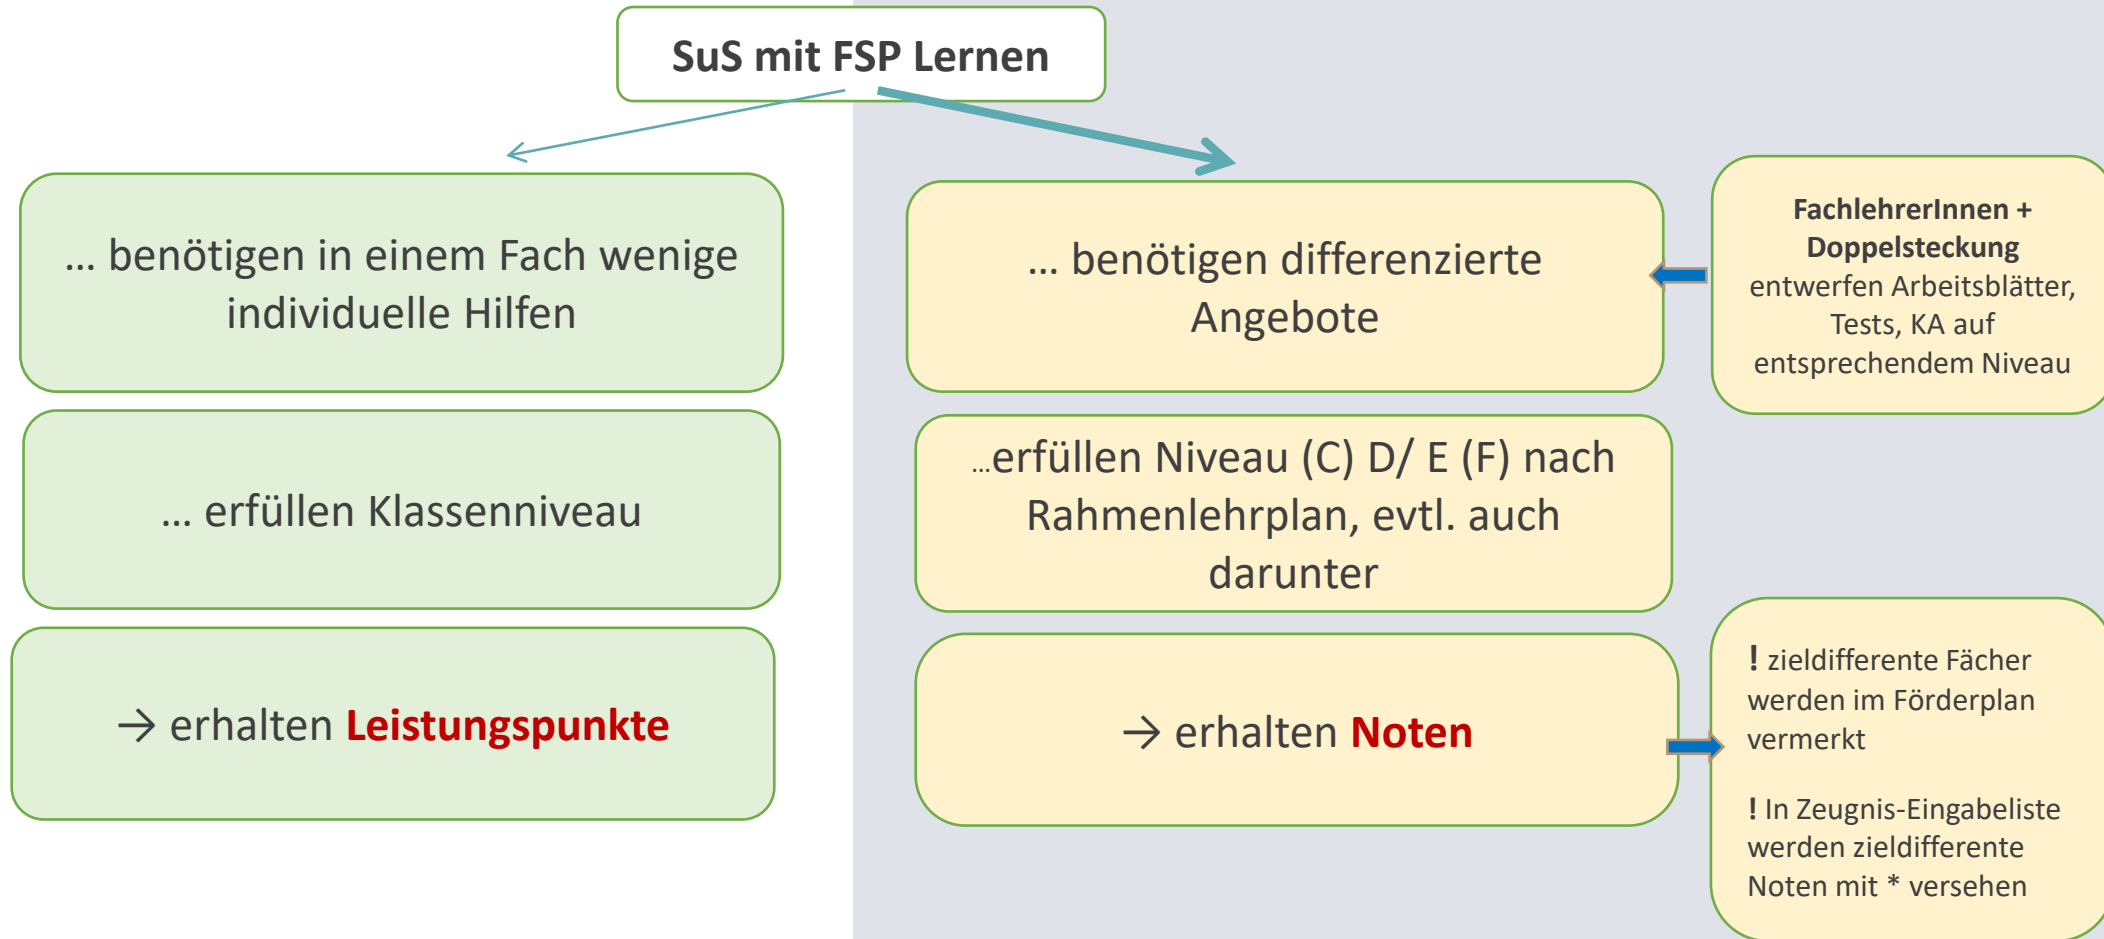 SuS mit FSP Lernen
... benötigen in einem Fach wenige
individuelle Hilfen
... erfüllen Klassenniveau
→ erhalten Leistungspunkte
... benötigen differenzierte
Angebote
...erfüllen Niveau (C) D/ E (F) nach
Rahmenlehrplan, evtl. auch
darunter
→ erhalten Noten
FachlehrerInnen +
Doppelsteckung
entwerfen Arbeitsblätter,
Tests, KA auf
entsprechendem Niveau
! zieldifferente Fächer
werden im Förderplan
vermerkt
! In Zeugnis-Eingabeliste
werden zieldifferente
Noten mit * versehen